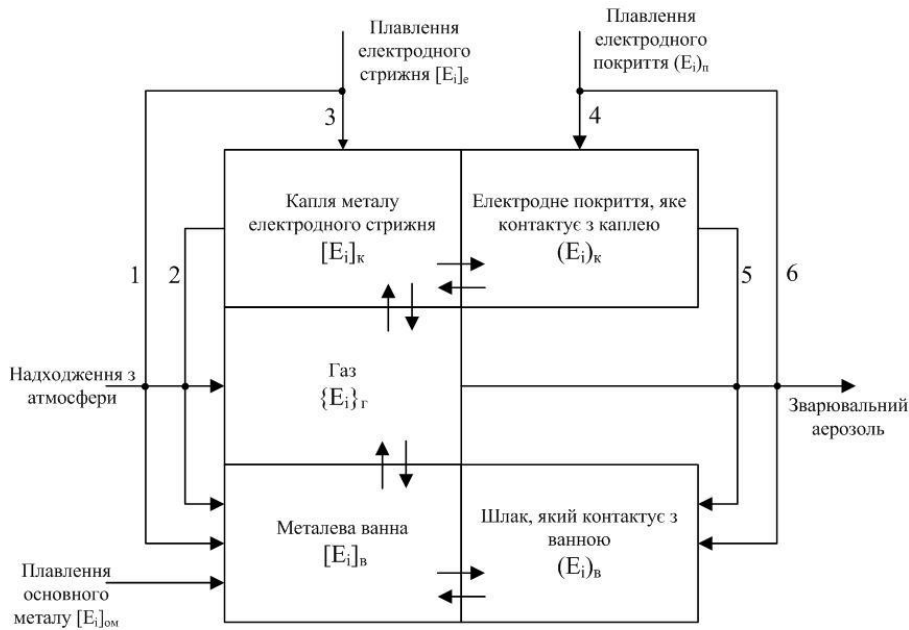 Плавлення
електродного
стрижня [Eᵢ]ₑ
Плавлення
електродного
покриття (Eᵢ)ₙ
3
4
Капля металу
електродного стрижня
[Eᵢ]ₖ
Електродне покриття, яке
контактує з каплею
(Eᵢ)ₖ
1
2
5
6
Надходження з
атмосфери
Газ
{Eᵢ}г
Зварювальний
аерозоль
Металева ванна
[Eᵢ]в
Шлак, який контактує з
ванною
(Eᵢ)в
Плавлення
основного
металу [Eᵢ]ом